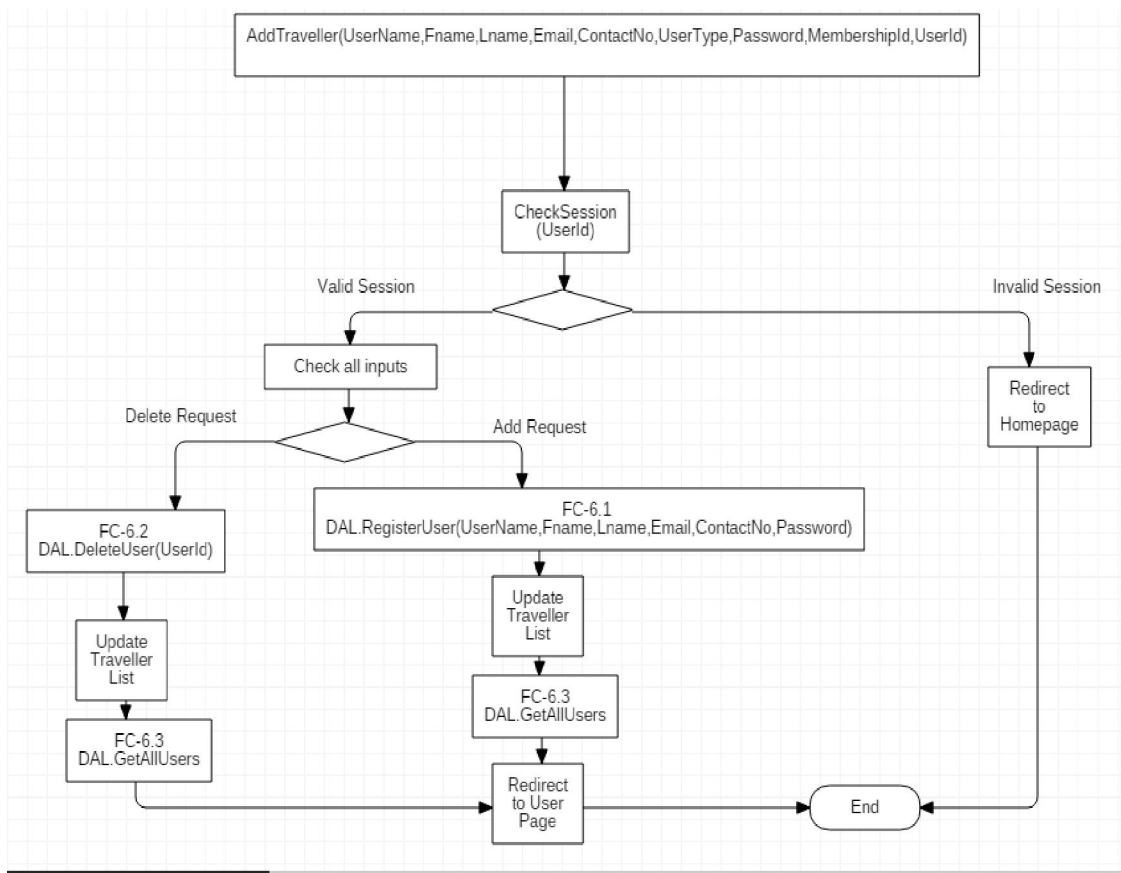 AddTraveller(UserName,Fname,Lname,Email,ContactNo,UserType,Password,MembershipId,UserId)
CheckSession
(UserId)
Valid Session
Invalid Session
Check all inputs
Redirect
to
Homepage
Delete Request
Add Request
FC-6.2
DAL.DeleteUser(UserId)
FC-6.1
DAL.RegisterUser(UserName,Fname,Lname,Email,ContactNo,Password)
Update
Traveller
List
Update
Traveller
List
FC-6.3
DAL.GetAllUsers
FC-6.3
DAL.GetAllUsers
Redirect
to User
Page
End